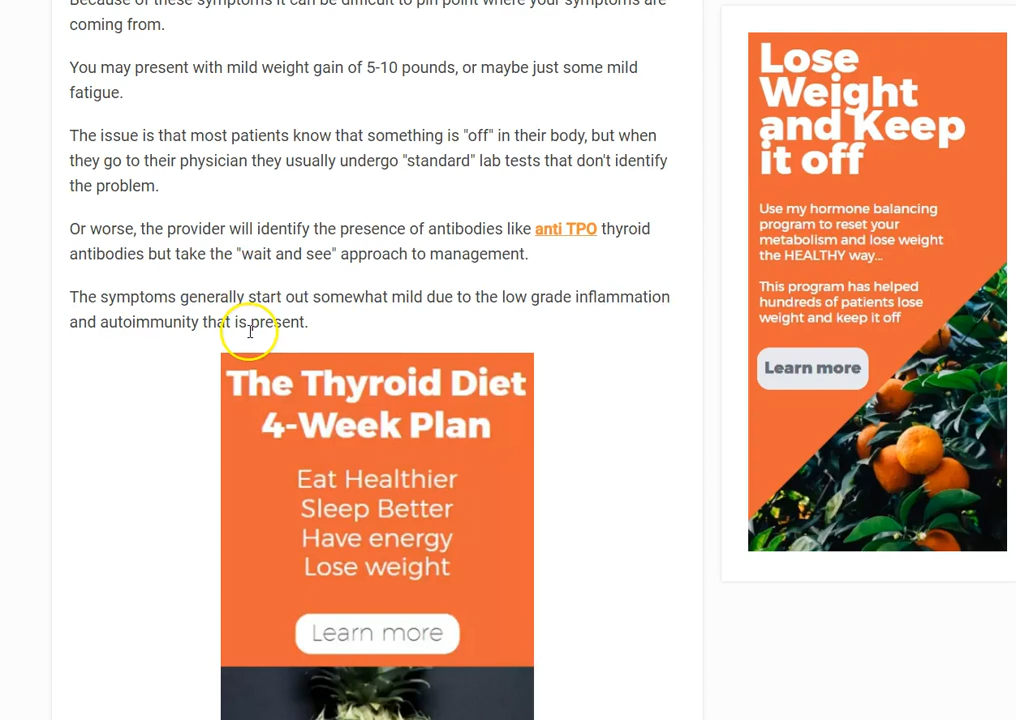 Because of these symptoms it can be difficult to pin point where your symptoms are
coming from.
You may present with mild weight gain of 5-10 pounds, or maybe just some mild
fatigue.
The issue is that most patients know that something is "off" in their body, but when
they go to their physician they usually undergo "standard" lab tests that don't identify
the problem.
Or worse, the provider will identify the presence of antibodies like anti TPO thyroid
antibodies but take the "wait and see" approach to management.
The symptoms generally start out somewhat mild due to the low grade inflammation
and autoimmunity that is present.
The Thyroid Diet
4-Week Plan
Eat Healthier
Sleep Better
Have energy
Lose weight
Learn more
Lose
Weight
and Keep
it off
Use my hormone balancing
program to reset your
metabolism and lose weight
the HEALTHY way...
This program has helped
hundreds of patients lose
weight and keep it off
Learn more